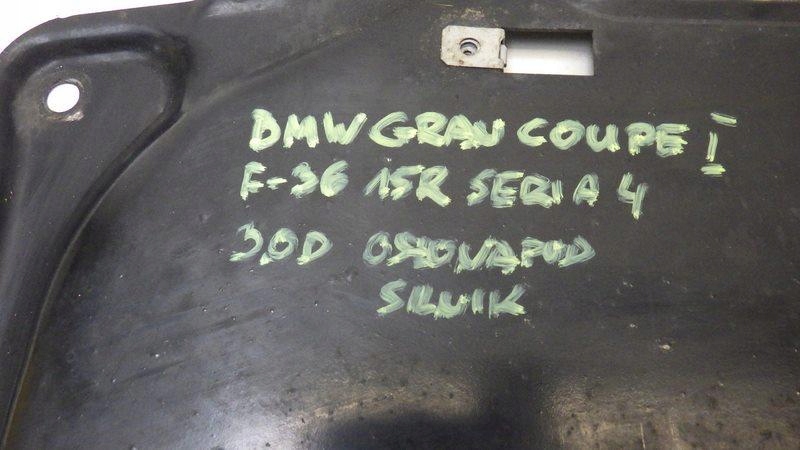 BMW GRAN COUPE I
F-36 15R SERIA 4
3.0D OSŁONA POD
SILNIK